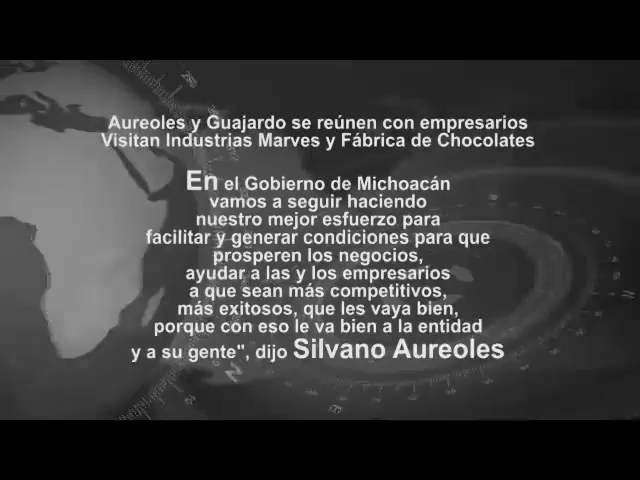 Aureoles y Guajardo se reúnen con empresarios
Visitan Industrias Marves y Fábrica de Chocolates
En el Gobierno de Michoacán
vamos a seguir haciendo
nuestro mejor esfuerzo para
facilitar y generar condiciones para que
prosperen los negocios,
ayudar a las y los empresarios
a que sean más competitivos,
más exitosos, que les vaya bien,
porque con eso le va bien a la entidad
y a su gente", dijo Silvano Aureoles